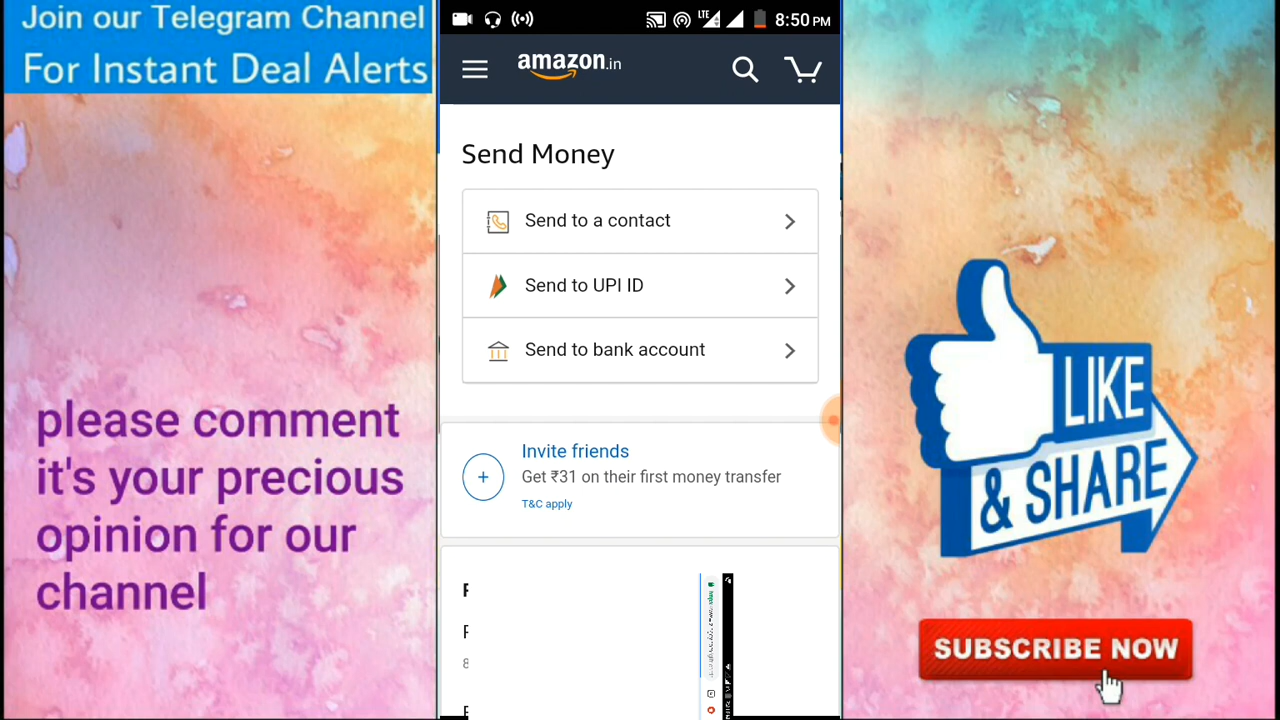 Join our Telegram Channel
For Instant Deal Alerts
please comment
it's your precious
opinion for our
channel
LTE 8:50 PM
amazon.in
Send Money
Send to a contact
Send to UPI ID
Send to bank account
Invite friends
Get ₹31 on their first money transfer
T&C apply
LIKE
& SHARE
SUBSCRIBE NOW